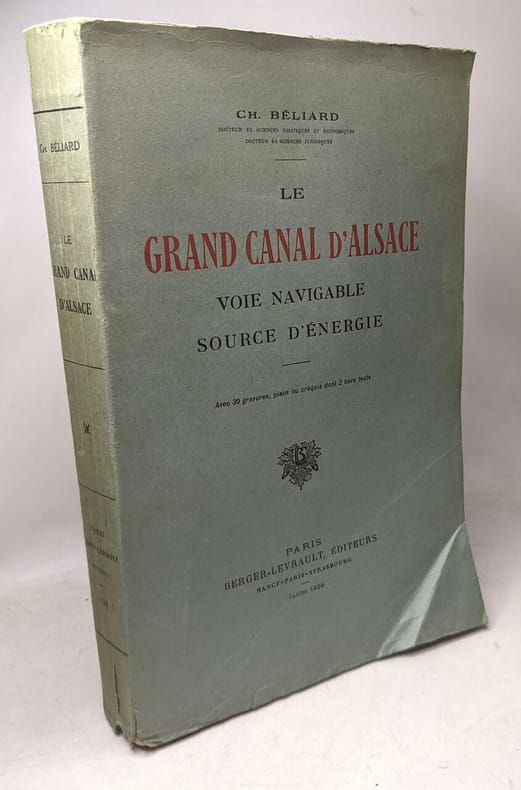 CH. BÉLIARD
DOCTEUR ÈS SCIENCES POLITIQUES ET ÉCONOMIQUES
DOCTEUR ÈS SCIENCES JURIDIQUES
LE
GRAND CANAL D'ALSACE
VOIE NAVIGABLE
SOURCE D'ÉNERGIE
Avec 30 gravures, plans ou croquis dont 2 hors texte
B
PARIS
BERGER-LEVRAULT, ÉDITEURS
NANCY-PARIS-STRASBOURG
Juillet 1926
CH. BÉLIARD
LE
GRAND CANAL
D'ALSACE
PARIS